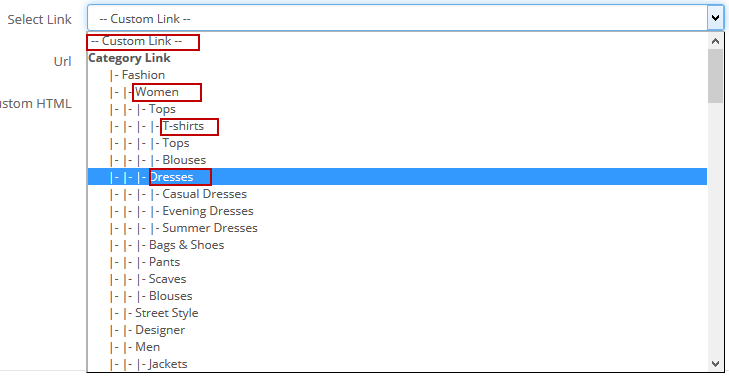 Select Link -- Custom Link --
-- Custom Link --
Category Link
Url
|- Fashion
|- |- Women
ustom HTML
|- |- |- Tops
|- |- |- |- T-shirts
|- |- |- |- Tops
|- |- |- |- Blouses
|- |- |- Dresses
|- |- |- |- Casual Dresses
|- |- |- |- Evening Dresses
|- |- |- |- Summer Dresses
|- |- |- Bags & Shoes
|- |- |- Pants
|- |- |- Scaves
|- |- |- Blouses
|- |- Street Style
|- |- Designer
|- |- Men
|- |- |- Jackets